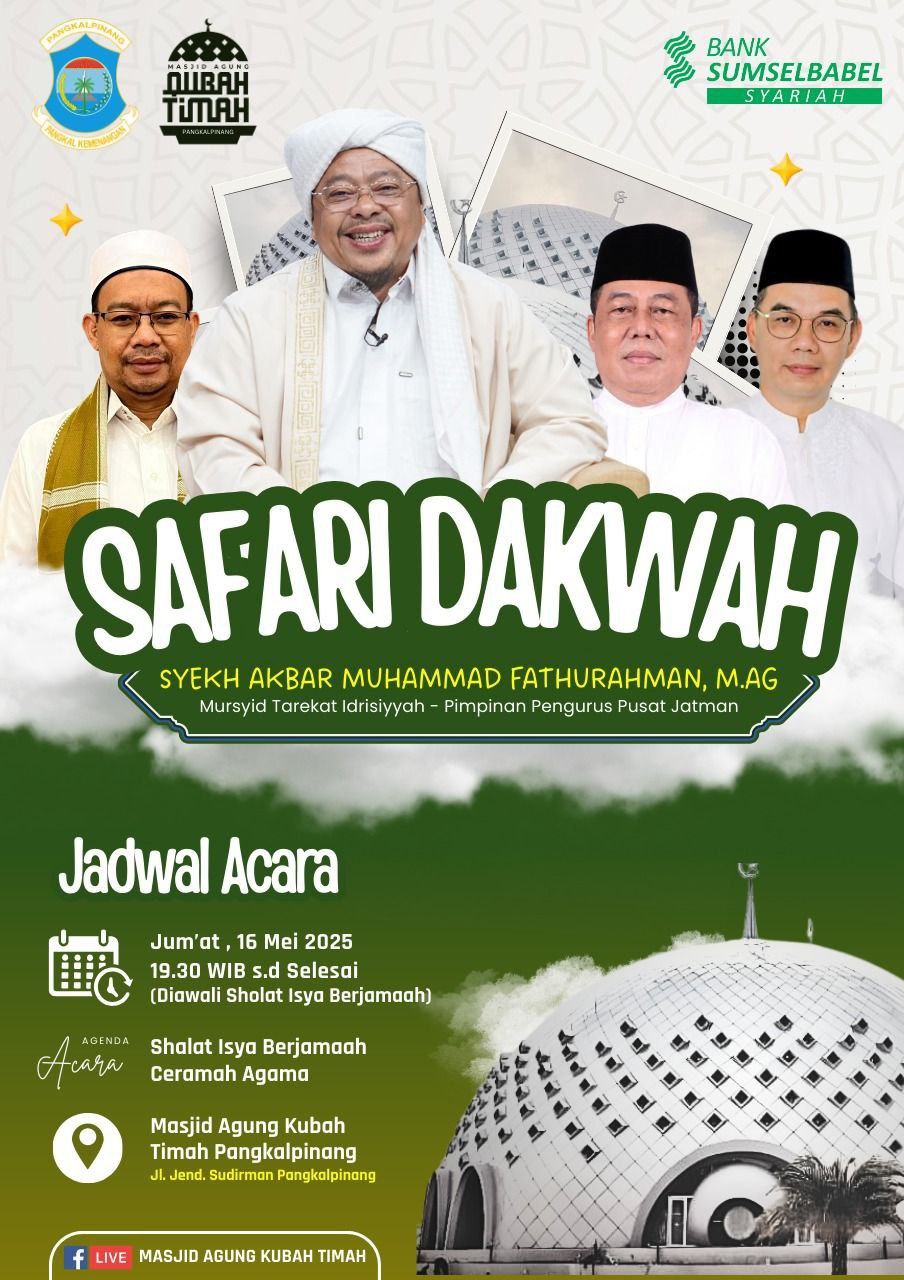 PANGKALPINANG
PANGKAL KEMENANGAN
MASJID AGUNG
QUBAH
TIMAH
PANGKALPINANG
BANK
SUMSELBABEL
SYARIAH
SAFARI DAKWAH
SYEKH AKBAR MUHAMMAD FATHURAHMAN, M.AG
Mursyid Tarekat Idrisiyyah - Pimpinan Pengurus Pusat Jatman
Jadwal Acara
Jum'at , 16 Mei 2025
19.30 WIB s.d Selesai
(Diawali Sholat Isya Berjamaah)
AGENDA
Acara
Shalat Isya Berjamaah
Ceramah Agama
Masjid Agung Kubah
Timah Pangkalpinang
Jl. Jend. Sudirman Pangkalpinang
f LIVE MASJID AGUNG KUBAH TIMAH